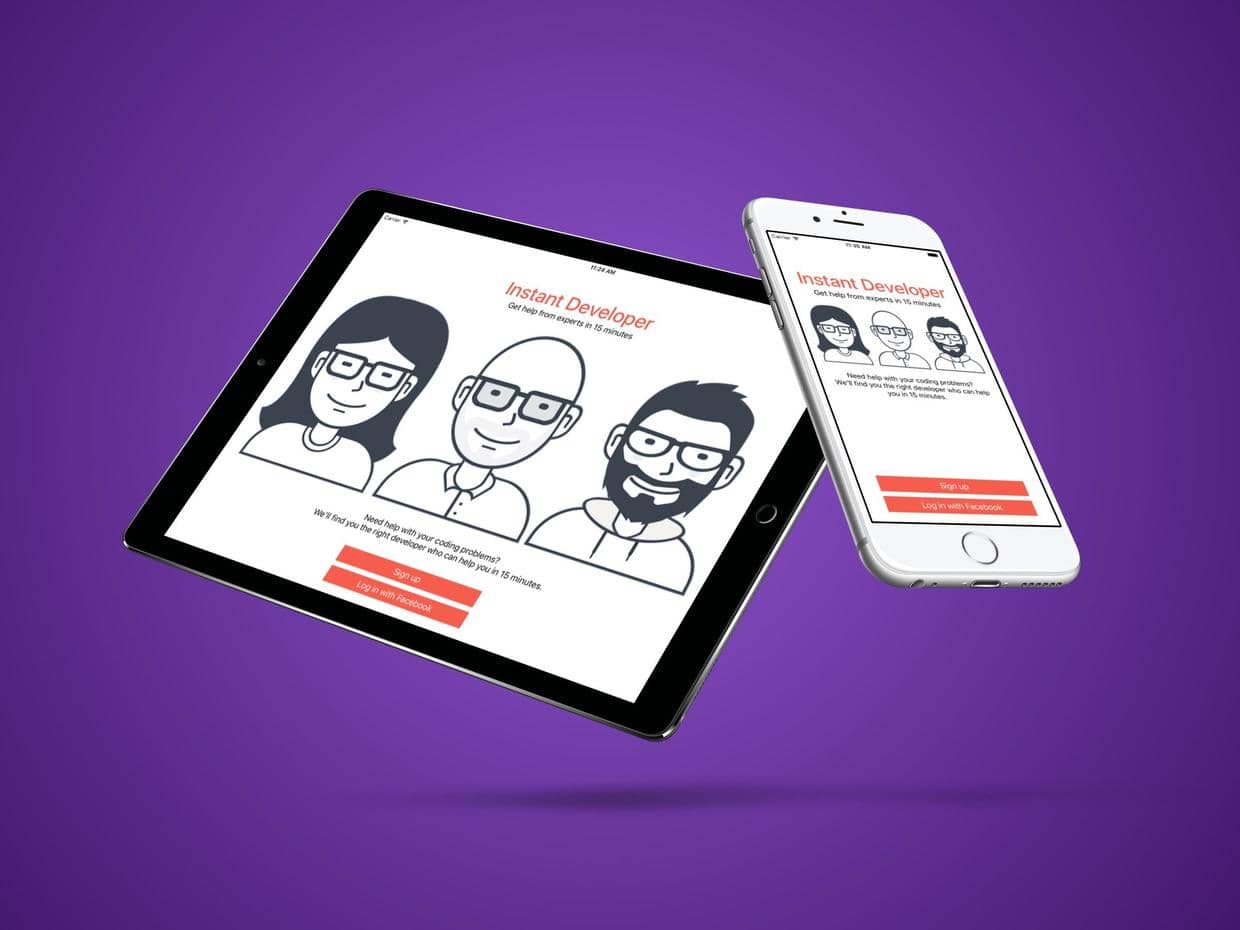 Carrier
11:24 AM
Instant Developer
Get help from experts in 15 minutes
Need help with your coding problems?
We'll find you the right developer who can help you in 15 minutes.
Sign up
Log in with Facebook
Carrier
11:25 AM
Instant Developer
Get help from experts in 15 minutes
Need help with your coding problems?
We'll find you the right developer who can help
you in 15 minutes.
Sign up
Log in with Facebook